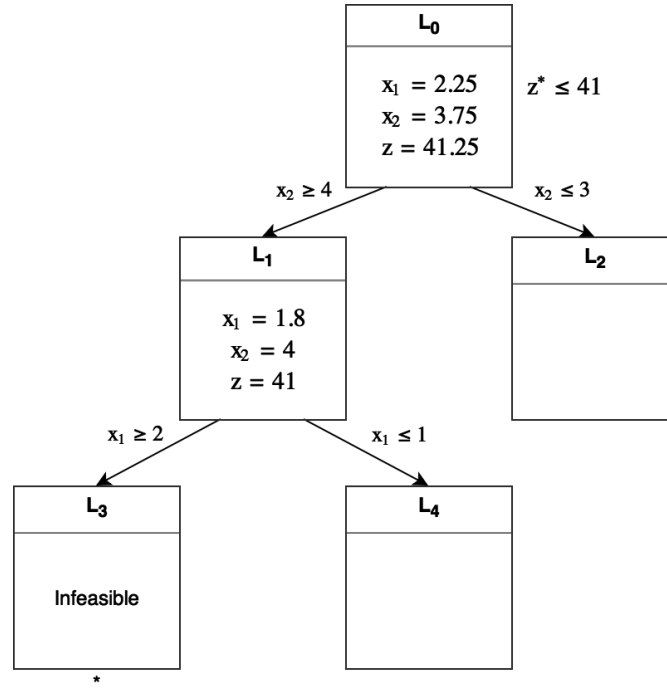 L₀
x₁ = 2.25
x₂ = 3.75
z = 41.25
z* ≤ 41
x₂ ≥ 4
x₂ ≤ 3
L₁
x₁ = 1.8
x₂ = 4
z = 41
L₂
x₁ ≥ 2
x₁ ≤ 1
L₃
Infeasible
*
L₄